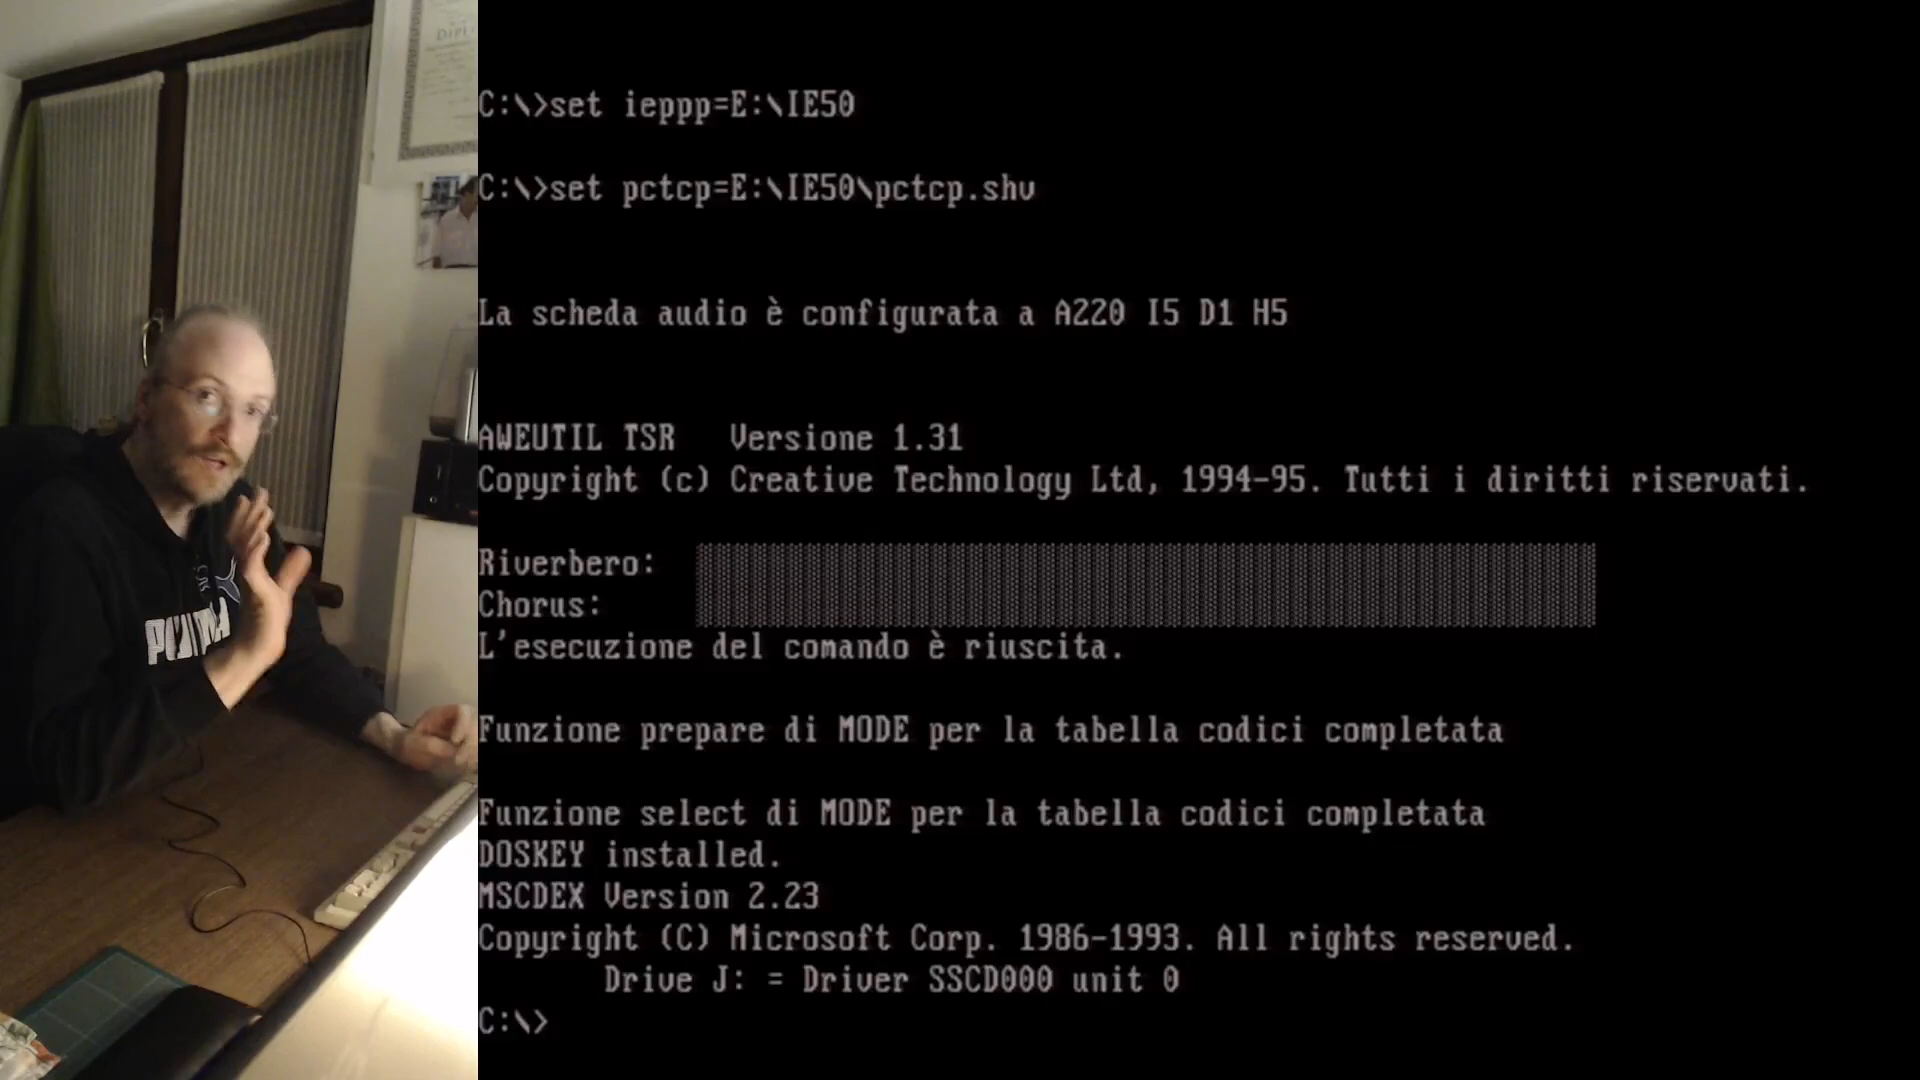 DIPL
C:\>set ieppp=E:\IE50
C:\>set pctcp=E:\IE50\pctcp.shv
La scheda audio è configurata a A220 I5 D1 H5
AWEUTIL TSR   Versione 1.31
Copyright (c) Creative Technology Ltd, 1994-95. Tutti i diritti riservati.
Riverbero:
Chorus:
L'esecuzione del comando è riuscita.
Funzione prepare di MODE per la tabella codici completata
Funzione select di MODE per la tabella codici completata
DOSKEY installed.
MSCDEX Version 2.23
Copyright (C) Microsoft Corp. 1986-1993. All rights reserved.
Drive J: = Driver SSCD000 unit 0
C:\>